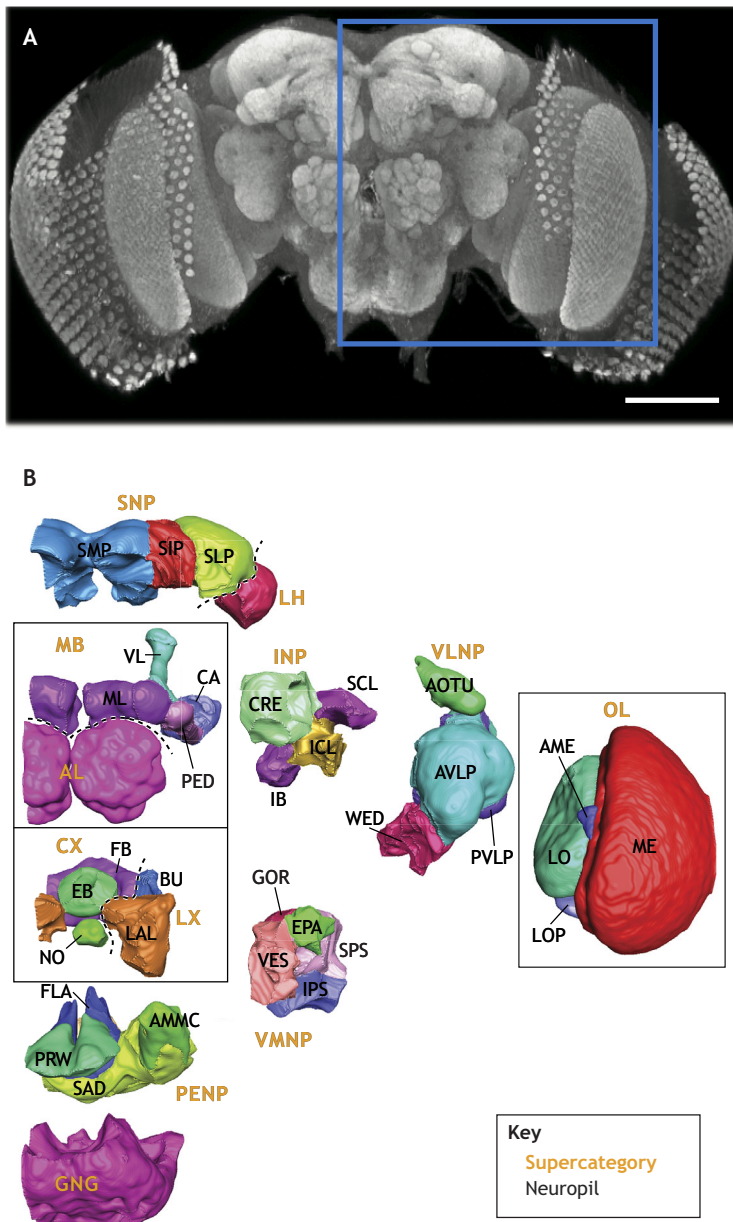 A
B
SNP
SMP
SIP
SLP
LH
MB
VL
CA
ML
PED
AL
INP
SCL
CRE
ICL
IB
VLNP
AOTU
AVLP
WED
PVLP
OL
AME
LO
ME
LOP
CX
FB
BU
EB
LX
LAL
NO
GOR
EPA
SPS
VES
IPS
VMNP
FLA
AMMC
PRW
SAD
PENP
GNG
Key
Supercategory
Neuropil